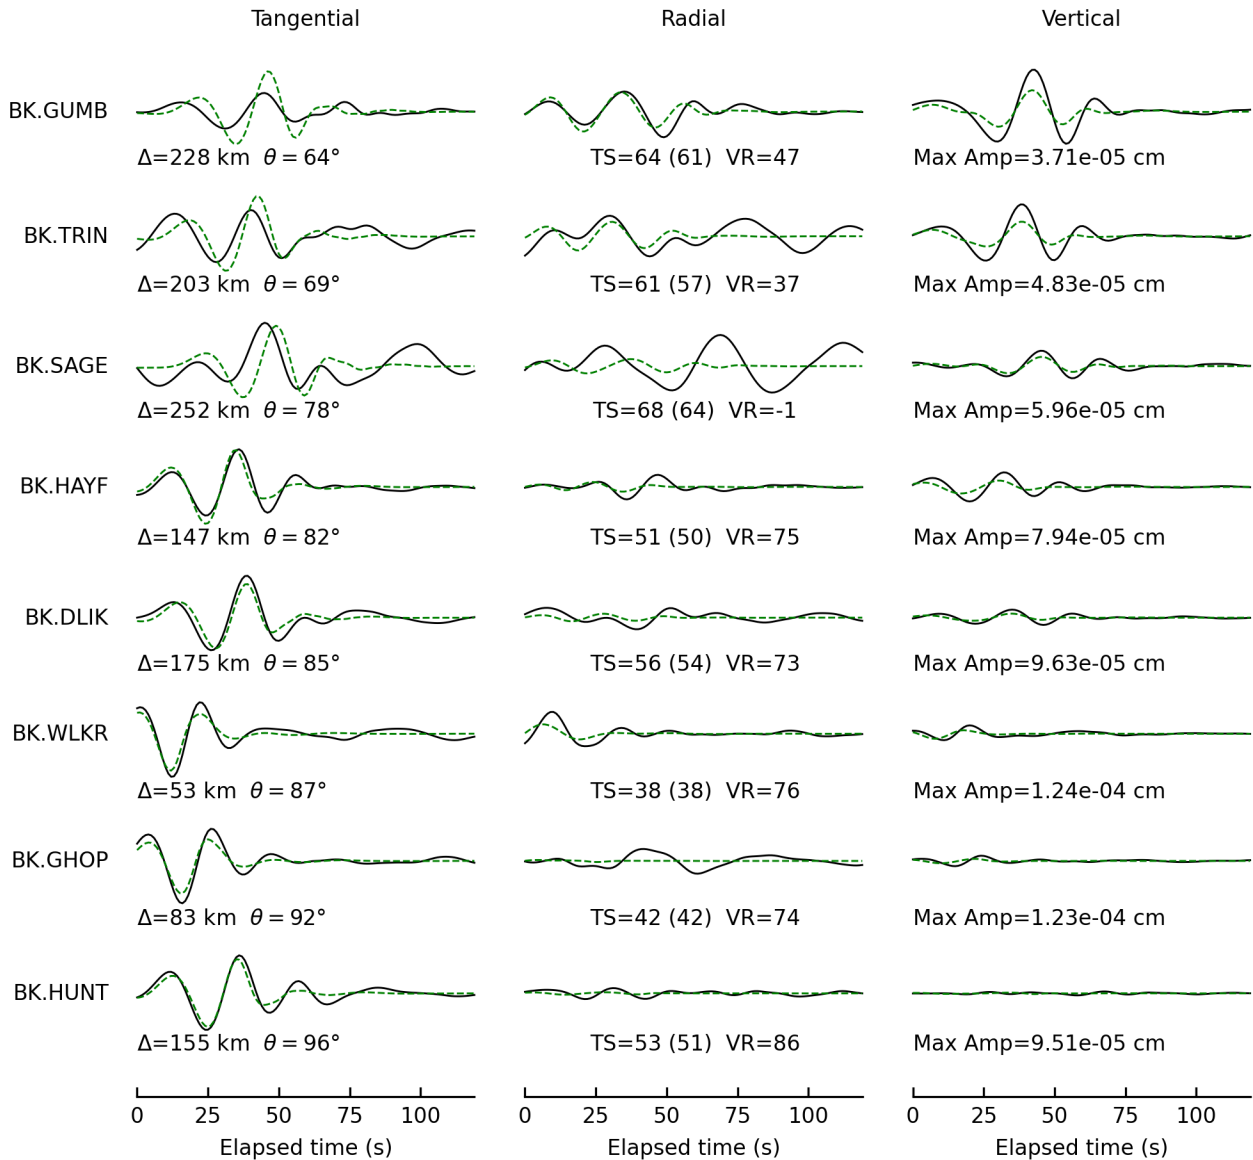 Tangential Radial Vertical
BK.GUMB
Δ=228 km θ = 64° TS=64 (61) VR=47 Max Amp=3.71e-05 cm
BK.TRIN
Δ=203 km θ = 69° TS=61 (57) VR=37 Max Amp=4.83e-05 cm
BK.SAGE
Δ=252 km θ = 78° TS=68 (64) VR=-1 Max Amp=5.96e-05 cm
BK.HAYF
Δ=147 km θ = 82° TS=51 (50) VR=75 Max Amp=7.94e-05 cm
BK.DLIK
Δ=175 km θ = 85° TS=56 (54) VR=73 Max Amp=9.63e-05 cm
BK.WLKR
Δ=53 km θ = 87° TS=38 (38) VR=76 Max Amp=1.24e-04 cm
BK.GHOP
Δ=83 km θ = 92° TS=42 (42) VR=74 Max Amp=1.23e-04 cm
BK.HUNT
Δ=155 km θ = 96° TS=53 (51) VR=86 Max Amp=9.51e-05 cm
0 25 50 75 100 0 25 50 75 100 0 25 50 75 100
Elapsed time (s) Elapsed time (s) Elapsed time (s)